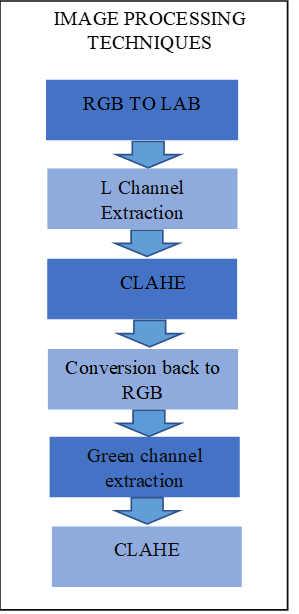 IMAGE PROCESSING
TECHNIQUES
RGB TO LAB
L Channel
Extraction
CLAHE
Conversion back to
RGB
Green channel
extraction
CLAHE